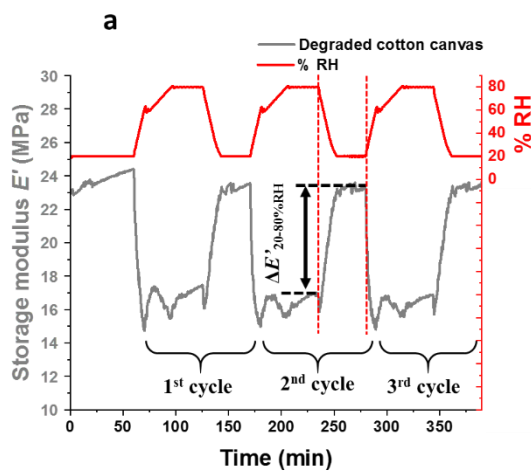 a
Degraded cotton canvas
% RH
Storage modulus E' (MPa)
30
28
26
24
22
20
18
16
14
12
10
80
60
40
20
0
% RH
ΔE'20-80%RH
1st cycle
2nd cycle
3rd cycle
0
50
100
150
200
250
300
350
Time (min)